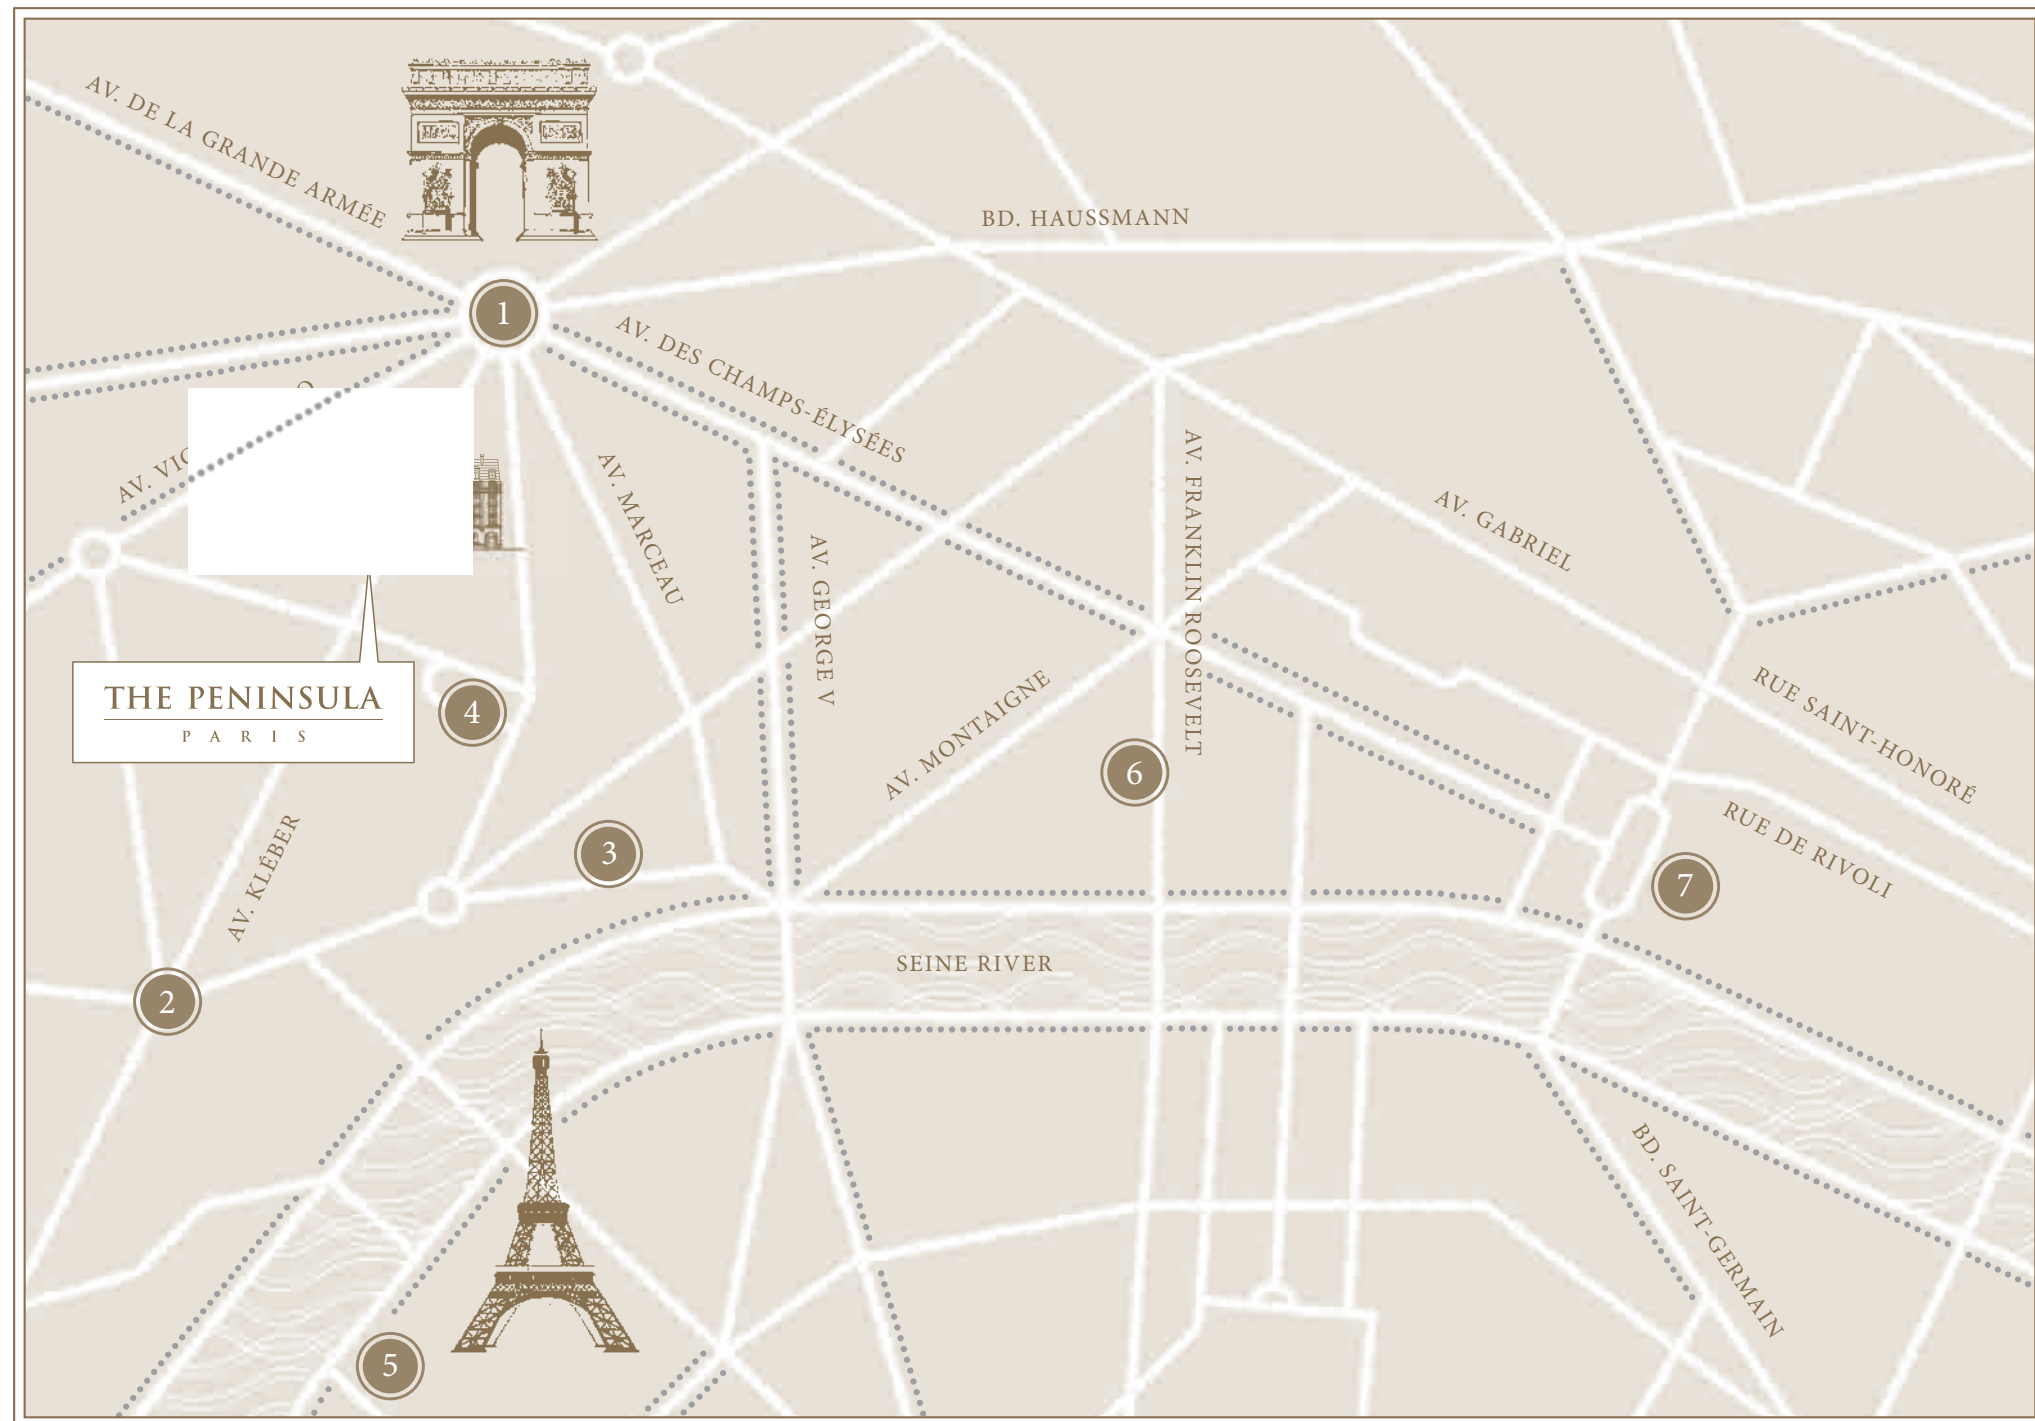 AV. DE LA GRANDE ARMÉE
BD. HAUSSMANN
1
AV. DES CHAMPS-ÉLYSÉES
AV.
AV. MARCEAU
AV. GEORGE V
AV. FRANKLIN ROOSEVELT
AV. GABRIEL
THE PENINSULA
PARIS
4
AV. MONTAIGNE
6
RUE SAINT-HONORÉ
RUE DE RIVOLI
AV. KLÉBER
3
7
SEINE RIVER
2
BD. SAINT-GERMAIN
5